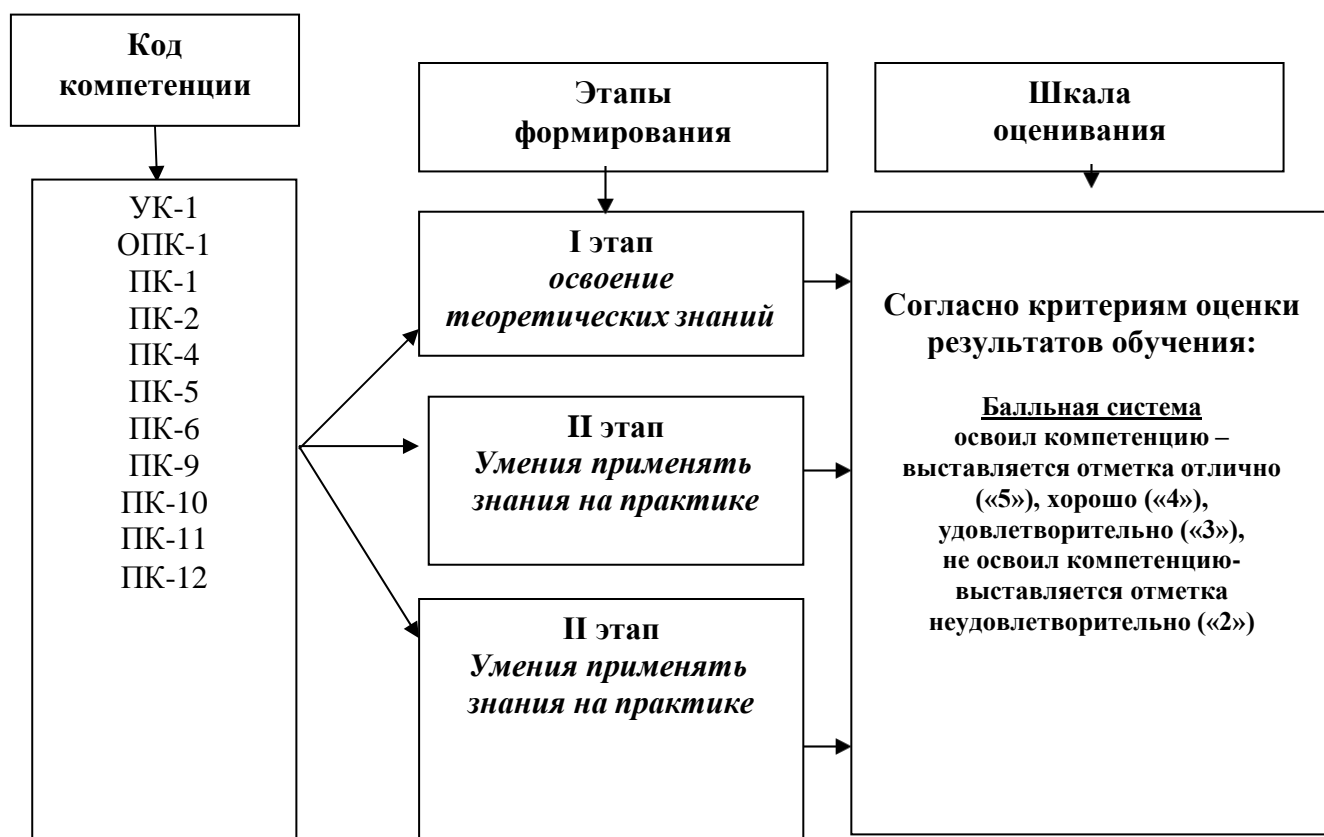 Код
компетенции
Этапы
формирования
Шкала
оценивания
УК-1
ОПК-1
ПК-1
ПК-2
ПК-4
ПК-5
ПК-6
ПК-9
ПК-10
ПК-11
ПК-12
I этап
освоение
теоретических знаний
II этап
Умения применять
знания на практике
II этап
Умения применять
знания на практике
Согласно критериям оценки
результатов обучения:
Балльная система
освоил компетенцию –
выставляется отметка отлично
(«5»), хорошо («4»),
удовлетворительно («3»),
не освоил компетенцию-
выставляется отметка
неудовлетворительно («2»)